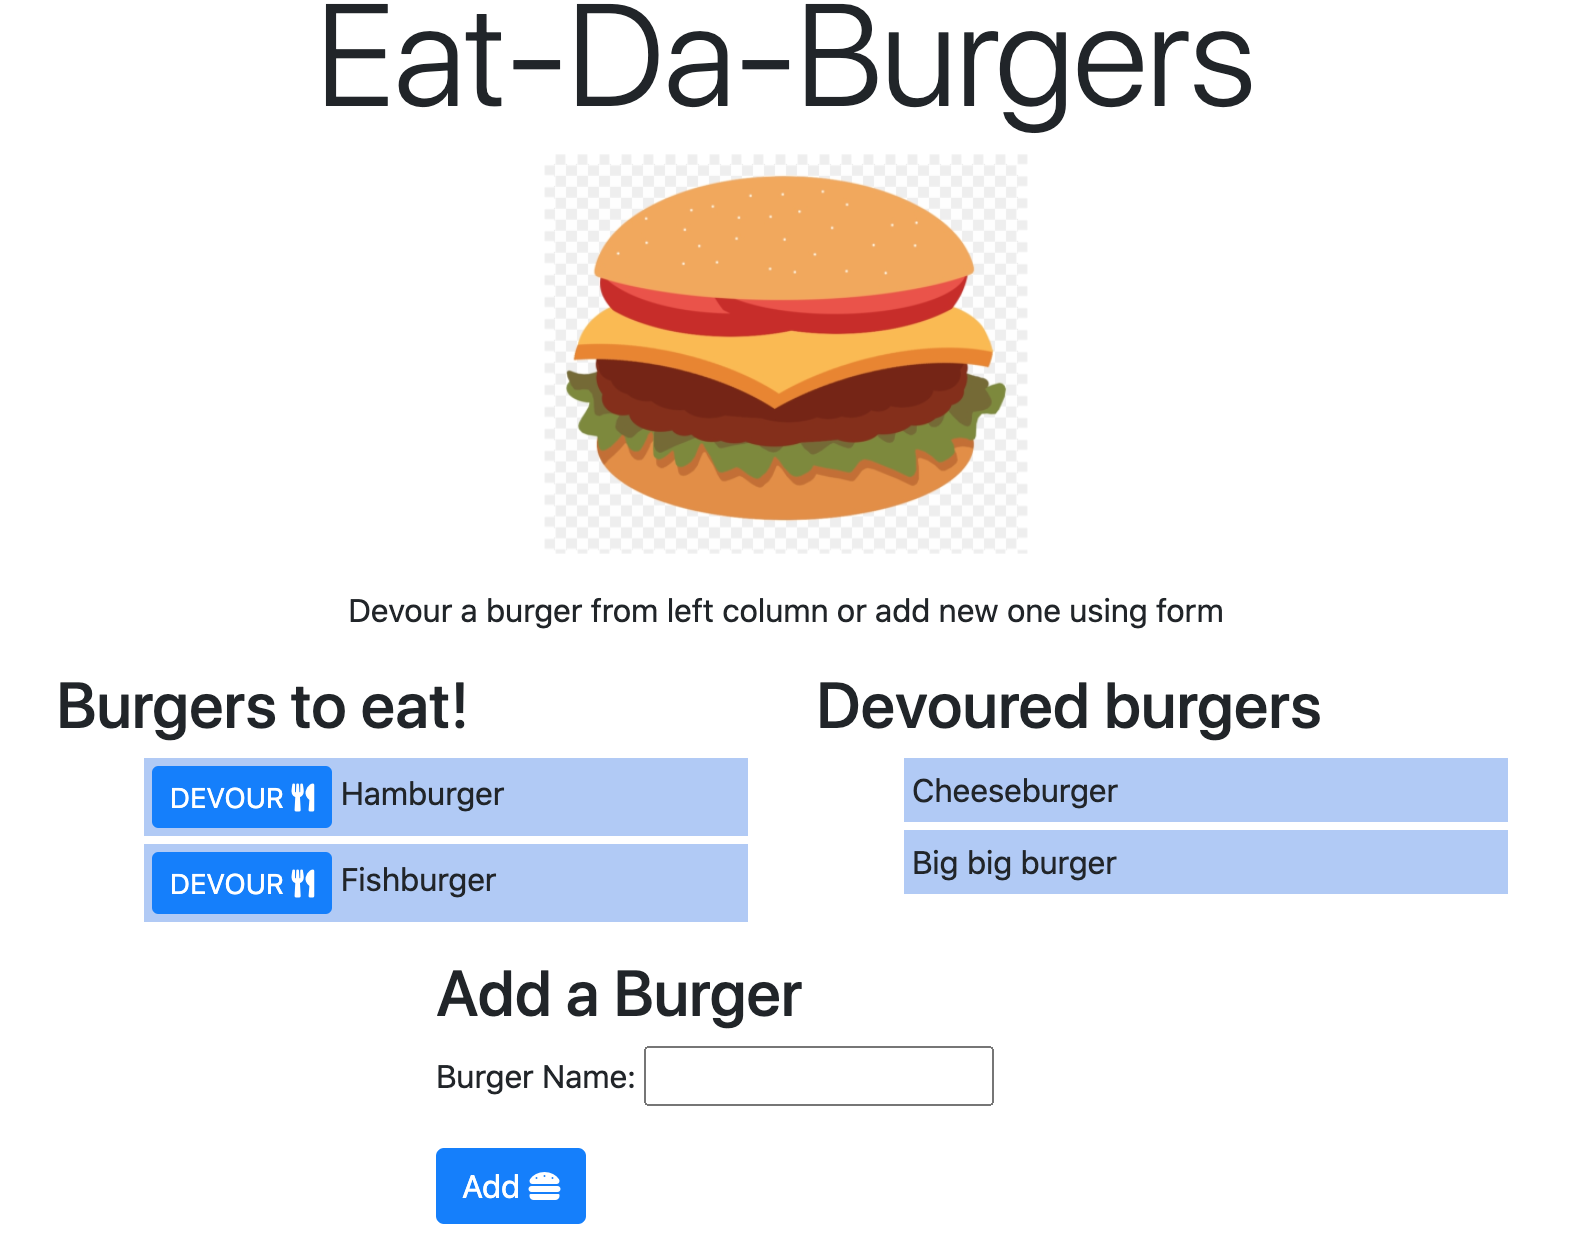 Eat-Da-Burgers
Devour a burger from left column or add new one using form
Burgers to eat!
DEVOUR Hamburger
DEVOUR Fishburger
Devoured burgers
Cheeseburger
Big big burger
Add a Burger
Burger Name:
Add